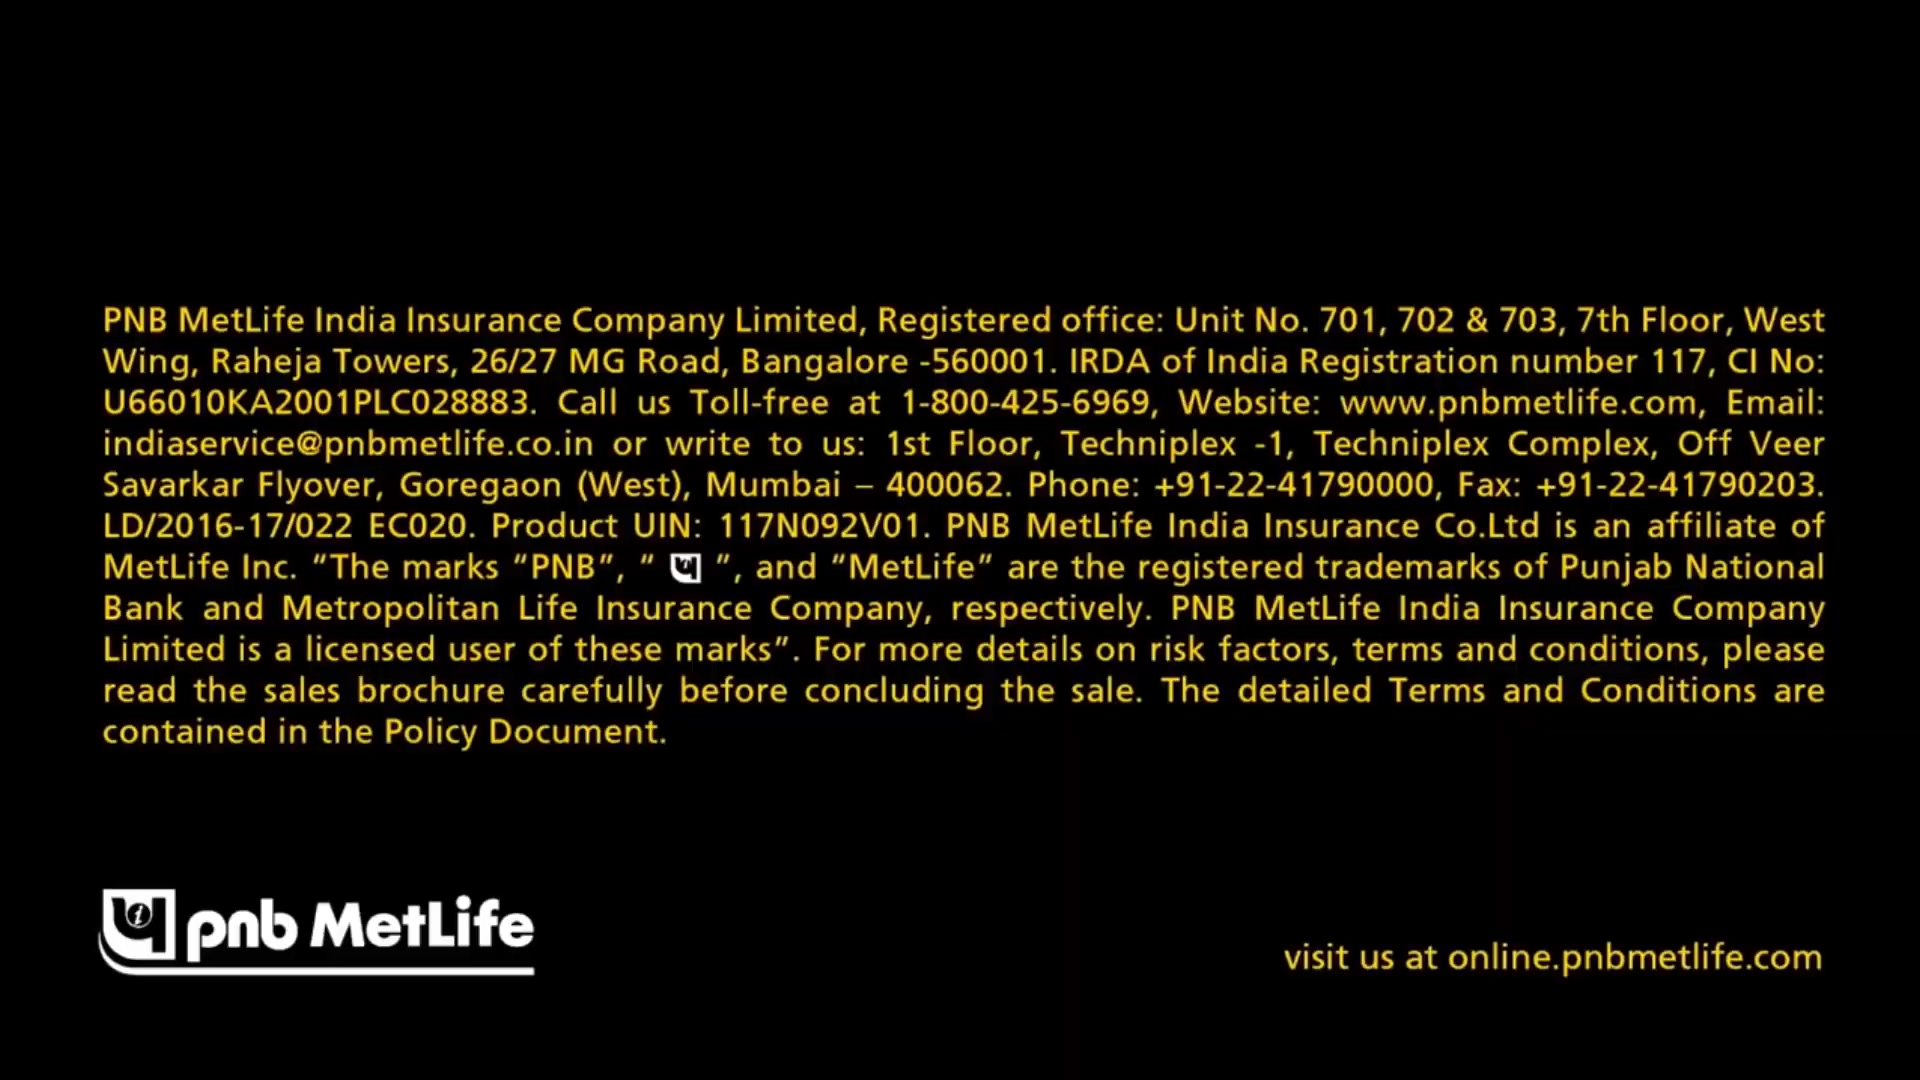 PNB MetLife India Insurance Company Limited, Registered office: Unit No. 701, 702 & 703, 7th Floor, West
Wing, Raheja Towers, 26/27 MG Road, Bangalore -560001. IRDA of India Registration number 117, CI No:
U66010KA2001PLC028883. Call us Toll-free at 1-800-425-6969, Website: www.pnbmetlife.com, Email:
indiaservice@pnbmetlife.co.in or write to us: 1st Floor, Techniplex -1, Techniplex Complex, Off Veer
Savarkar Flyover, Goregaon (West), Mumbai – 400062. Phone: +91-22-41790000, Fax: +91-22-41790203.
LD/2016-17/022 EC020. Product UIN: 117N092V01. PNB MetLife India Insurance Co.Ltd is an affiliate of
MetLife Inc. “The marks “PNB”, “ ”, and “MetLife” are the registered trademarks of Punjab National
Bank and Metropolitan Life Insurance Company, respectively. PNB MetLife India Insurance Company
Limited is a licensed user of these marks”. For more details on risk factors, terms and conditions, please
read the sales brochure carefully before concluding the sale. The detailed Terms and Conditions are
contained in the Policy Document.
pnb MetLife
visit us at online.pnbmetlife.com